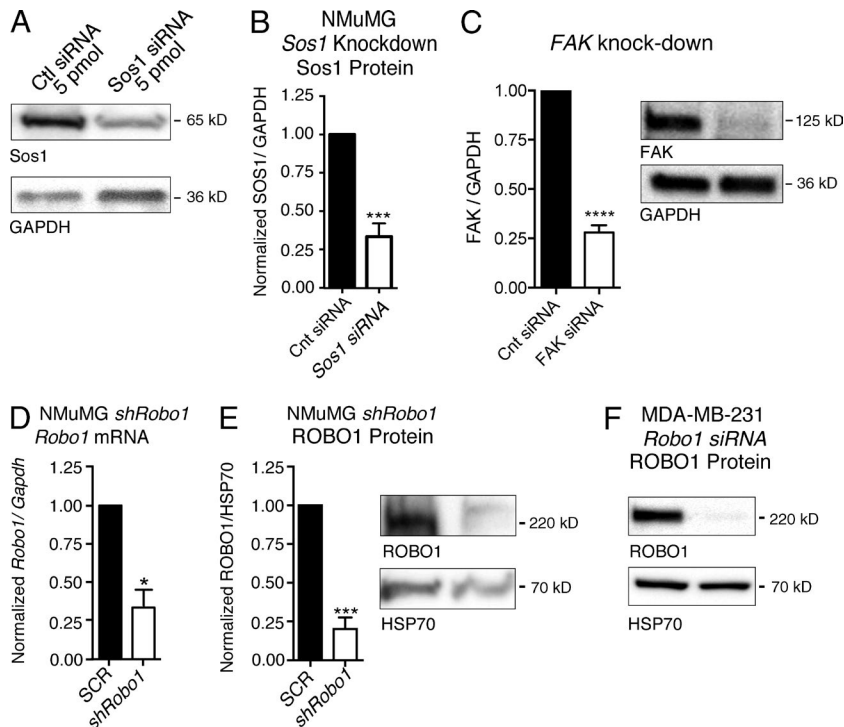 A
Ctl siRNA
5 pmol
Sos1 siRNA
5 pmol
- 65 kD
Sos1
- 36 kD
GAPDH
B
NMuMG
Sos1 Knockdown
Sos1 Protein
Normalized SOS1/ GAPDH
1.25
1.00
0.75
0.50
0.25
0.00
***
Cnt siRNA
Sos1 siRNA
C
FAK knock-down
FAK / GAPDH
1.00
0.75
0.50
0.25
0.00
****
Cnt siRNA
FAK siRNA
- 125 kD
FAK
- 36 kD
GAPDH
D
NMuMG shRobo1
Robo1 mRNA
Normalized Robo1/ Gapdh
1.25
1.00
0.75
0.50
0.25
0.00
*
SCR
shRobo1
E
NMuMG shRobo1
ROBO1 Protein
Normalized ROBO1/HSP70
1.25
1.00
0.75
0.50
0.25
0.00
***
SCR
shRobo1
- 220 kD
ROBO1
- 70 kD
HSP70
F
MDA-MB-231
Robo1 siRNA
ROBO1 Protein
- 220 kD
ROBO1
- 70 kD
HSP70